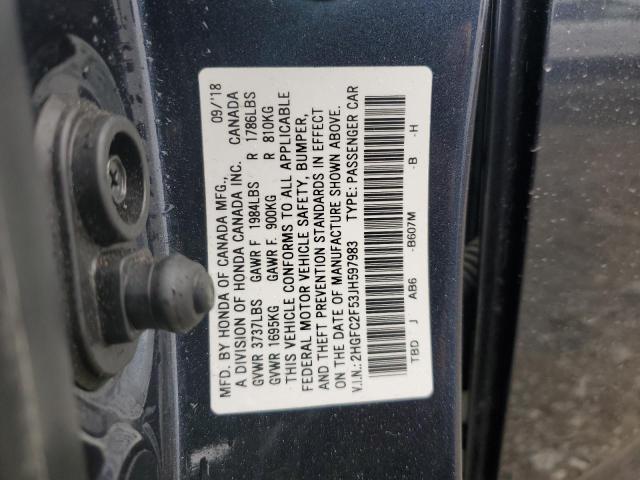 MFD. BY HONDA OF CANADA MFG., 09/'18
A DIVISION OF HONDA CANADA INC. CANADA
GVWR 3737LBS GAWR F 1984LBS R 1786LBS
GVWR 1695KG GAWR F. 900KG R 810KG
THIS VEHICLE CONFORMS TO ALL APPLICABLE
FEDERAL MOTOR VEHICLE SAFETY, BUMPER,
AND THEFT PREVENTION STANDARDS IN EFFECT
ON THE DATE OF MANUFACTURE SHOWN ABOVE.
V.I.N.: 2HGFC2F53JH597983 TYPE: PASSENGER CAR
TBD J AB6 -B607M -B -H